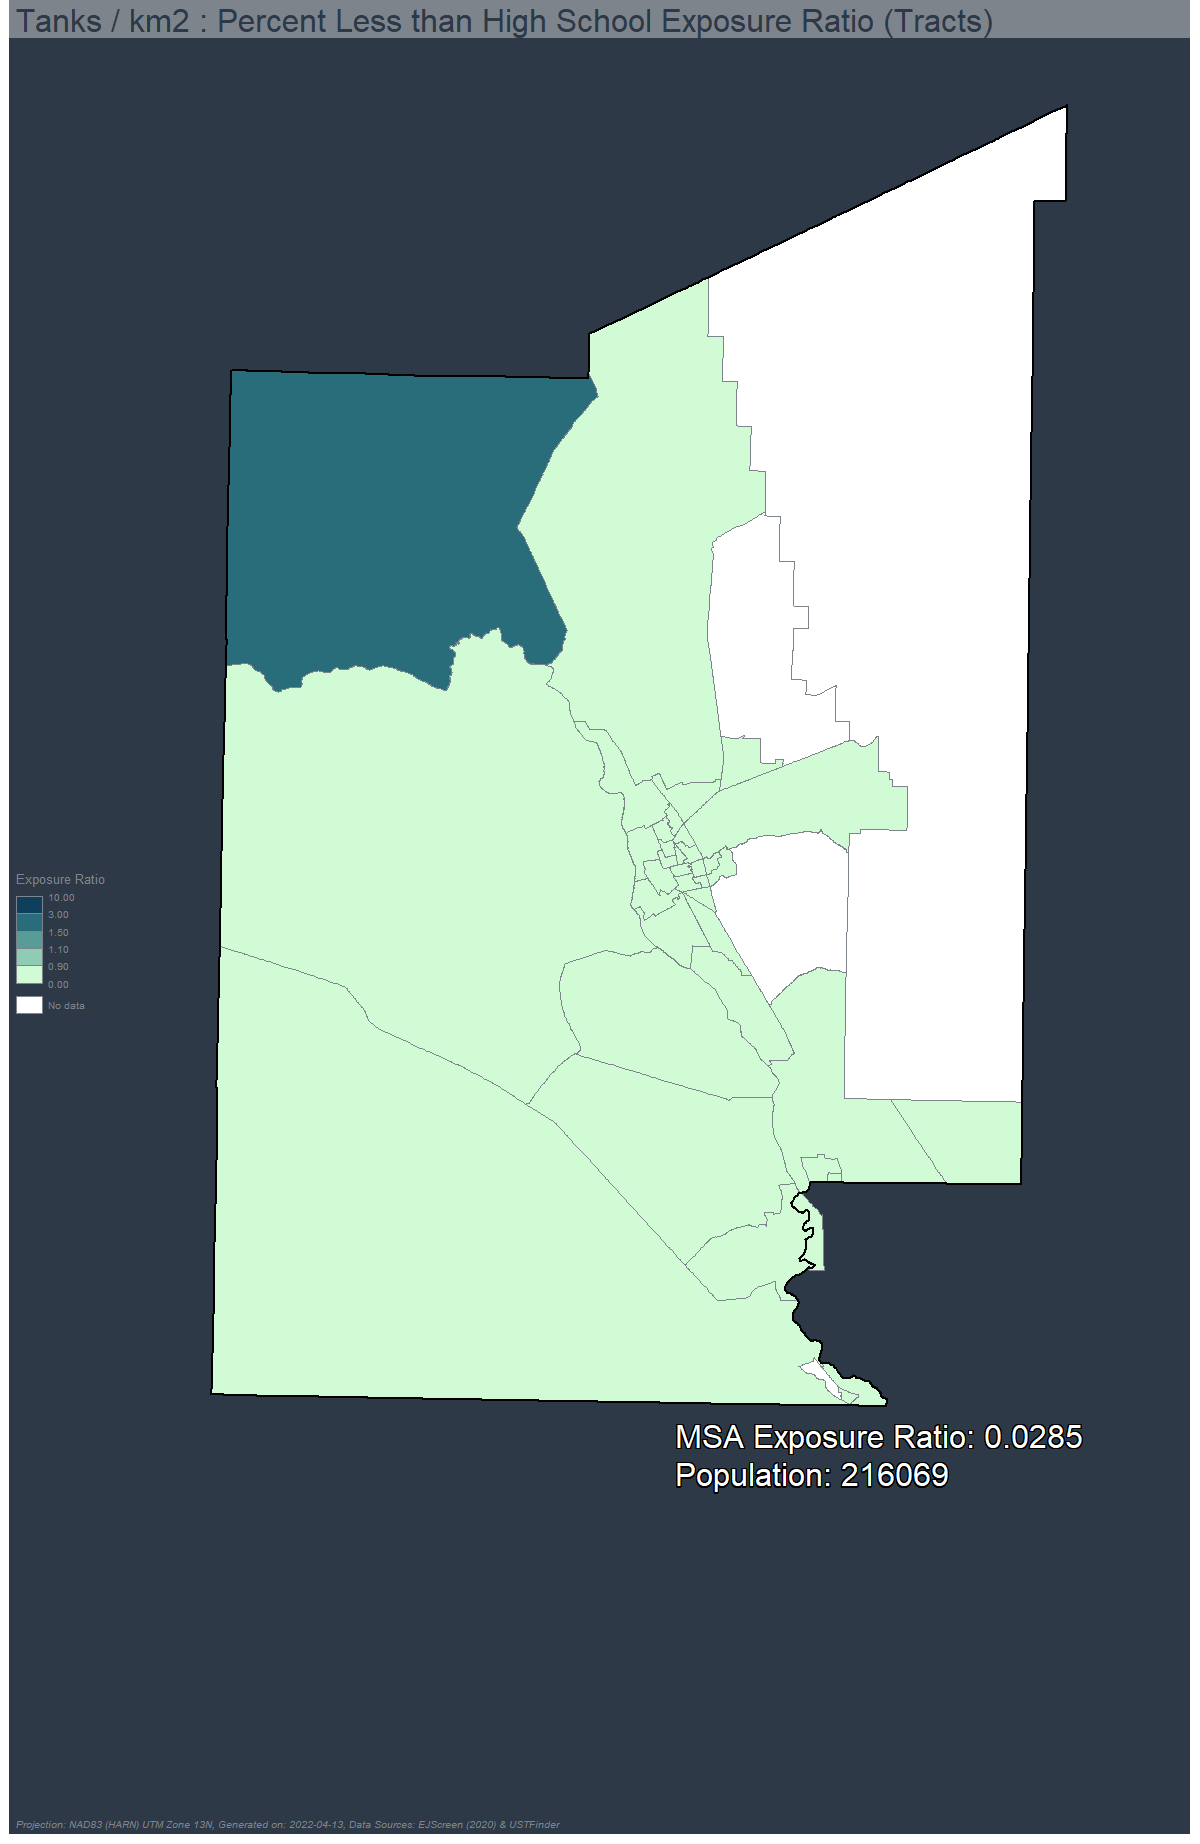 Tanks / km2 : Percent Less than High School Exposure Ratio (Tracts)
Exposure Ratio
10.00
3.00
1.50
1.10
0.90
0.00
No data
MSA Exposure Ratio: 0.0285
Population: 216069
Projection: NAD83 (HARN) UTM Zone 13N, Generated on: 2022-04-13, Data Sources: EJScreen (2020) & USTFinder